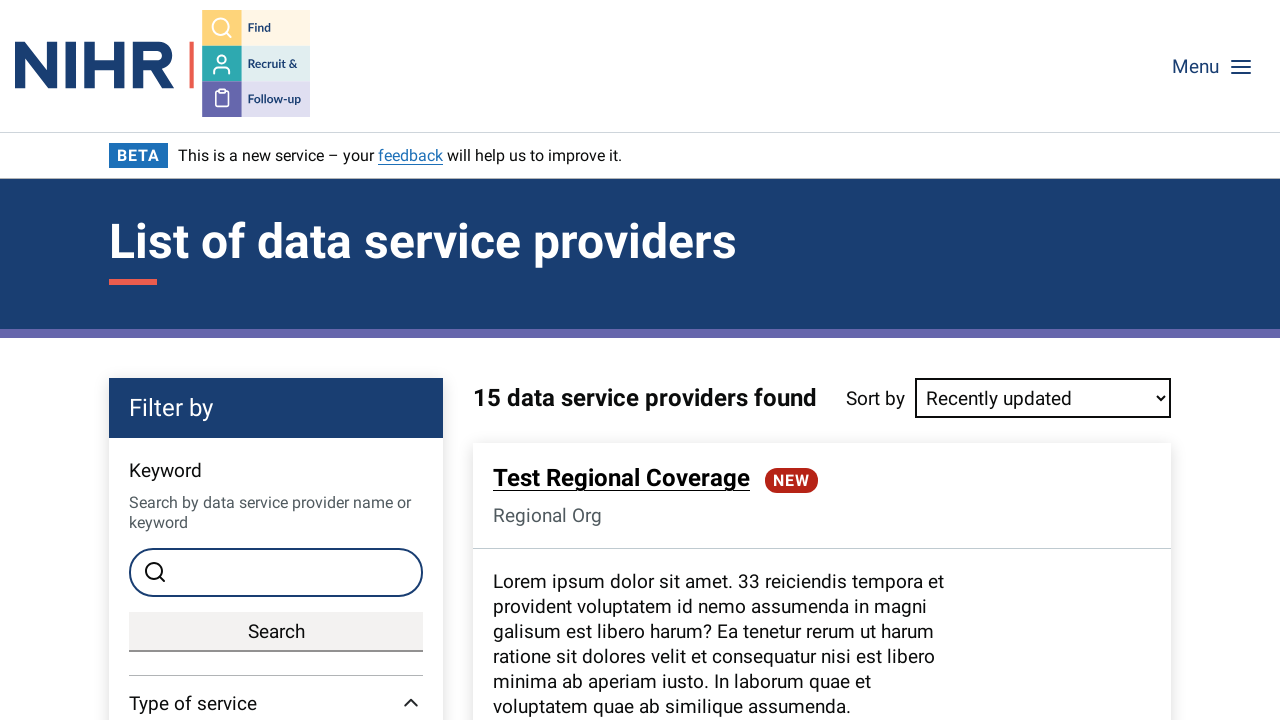 NIHR
Find
Recruit &
Follow-up
Menu
BETA This is a new service – your feedback will help us to improve it.
List of data service providers
Filter by
Keyword
Search by data service provider name or
keyword
Search
Type of service
15 data service providers found
Sort by Recently updated
Test Regional Coverage NEW
Regional Org
Lorem ipsum dolor sit amet. 33 reiciendis tempora et
provident voluptatem id nemo assumenda in magni
galisum est libero harum? Ea tenetur rerum ut harum
ratione sit dolores velit et consequatur nisi est libero
minima ab aperiam iusto. In laborum quae et
voluptatem quae ab similique assumenda.